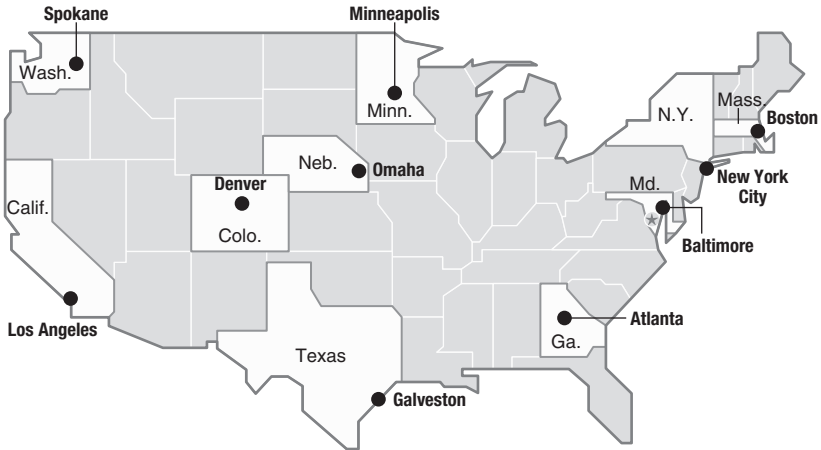 Spokane
Minneapolis
Wash.
Minn.
N.Y.
Mass.
Boston
Neb.
Omaha
New York
City
Denver
Md.
Calif.
Colo.
Baltimore
Los Angeles
Atlanta
Ga.
Texas
Galveston